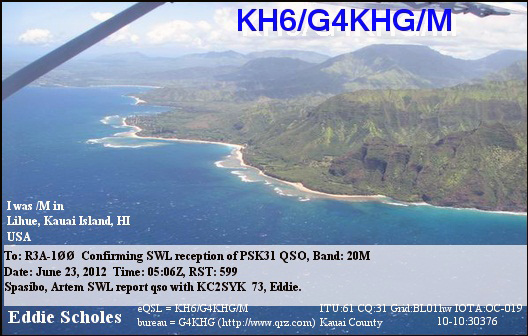 KH6/G4KHG/M
I was /M in
Lihue, Kauai Island, HI
USA
To: R3A-1ØØ Confirming SWL reception of PSK31 QSO, Band: 20M
Date: June 23, 2012 Time: 05:06Z, RST: 599
Spasibo, Artem SWL report qso with KC2SYK 73, Eddie.
Eddie Scholes
eQSL = KH6/G4KHG/M ITU:61 CQ:31 Grid:BL01hw IOTA:OC-019
bureau = G4KHG (http://www.qrz.com) Kauai County 10-10:30376